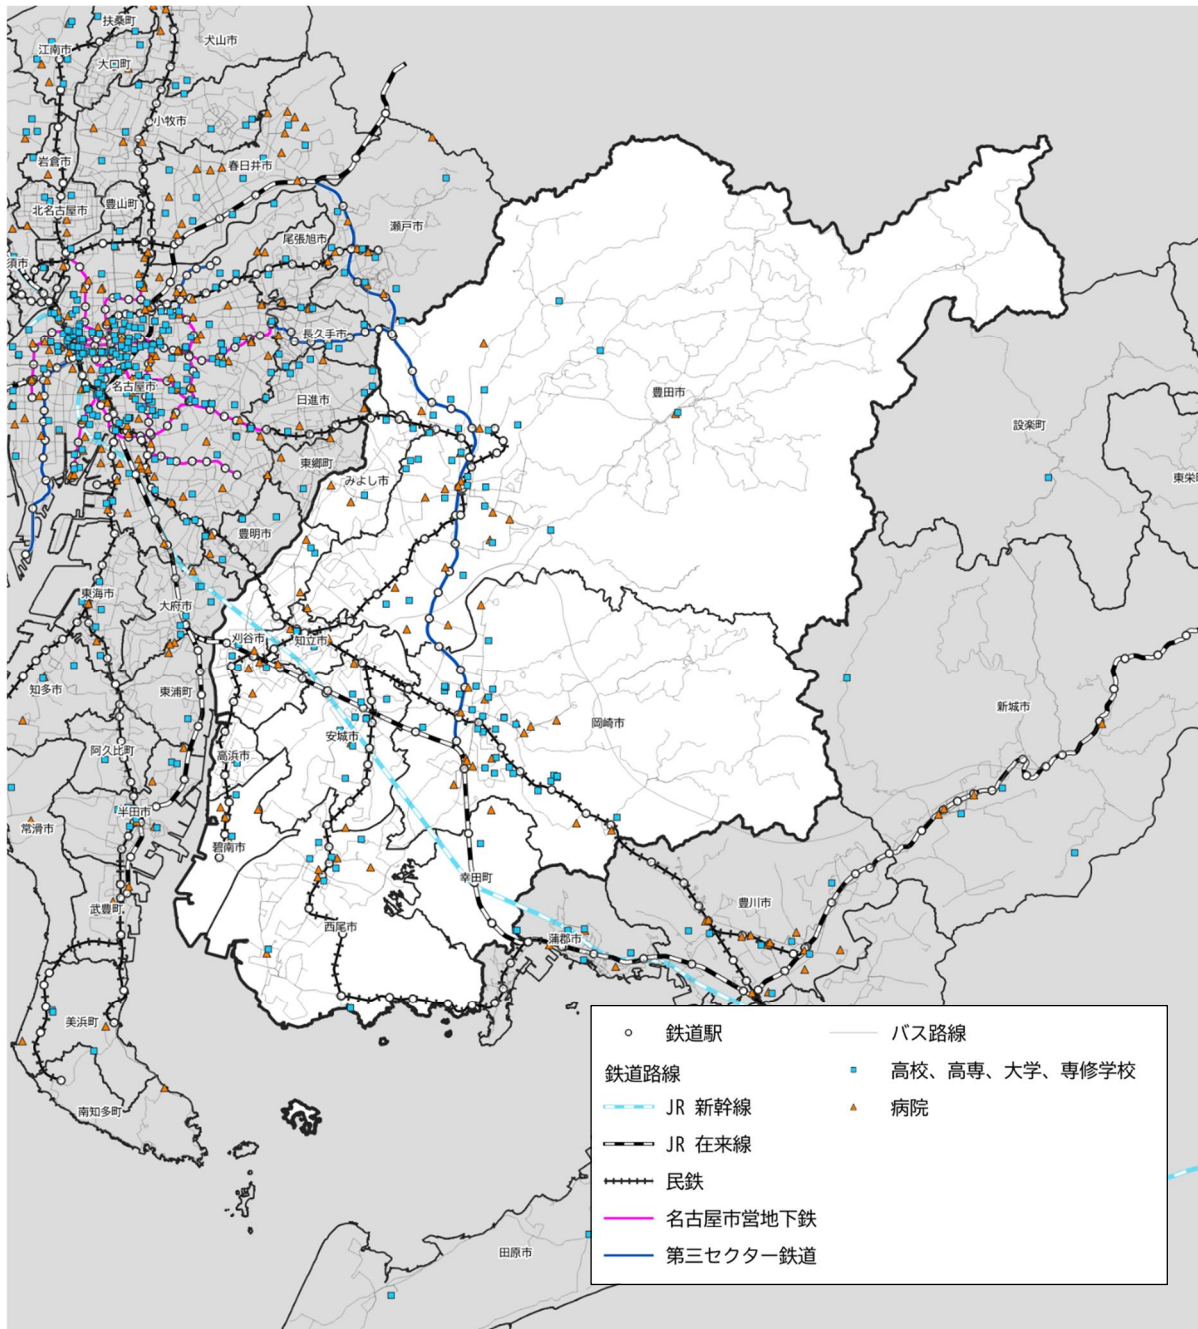 扶桑町
犬山市
江南市
大口町
小牧市
岩倉市
春日井市
豊山町
北名古屋市
瀬戸市
尾張旭市
須市
長久手市
名古屋市
豊田市
日進市
設楽町
東郷町
みよし市
東栄町
豊明市
東海市
大府市
刈谷市
知立市
知多市
東浦町
新城市
岡崎市
安城市
阿久比町
高浜市
半田市
常滑市
碧南市
幸田町
豊川市
武豊町
西尾市
蒲郡市
美浜町
南知多町
田原市
鉄道駅
鉄道路線
JR 新幹線
JR 在来線
民鉄
名古屋市営地下鉄
第三セクター鉄道
バス路線
高校、高専、大学、専修学校
病院